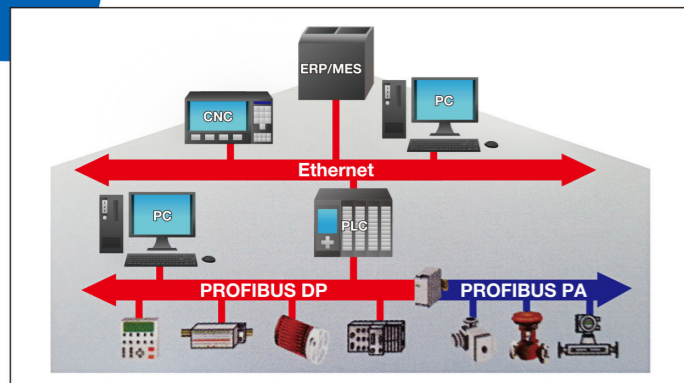 ERP/MES
CNC
PC
Ethernet
PC
PLC
PROFIBUS DP
PROFIBUS PA